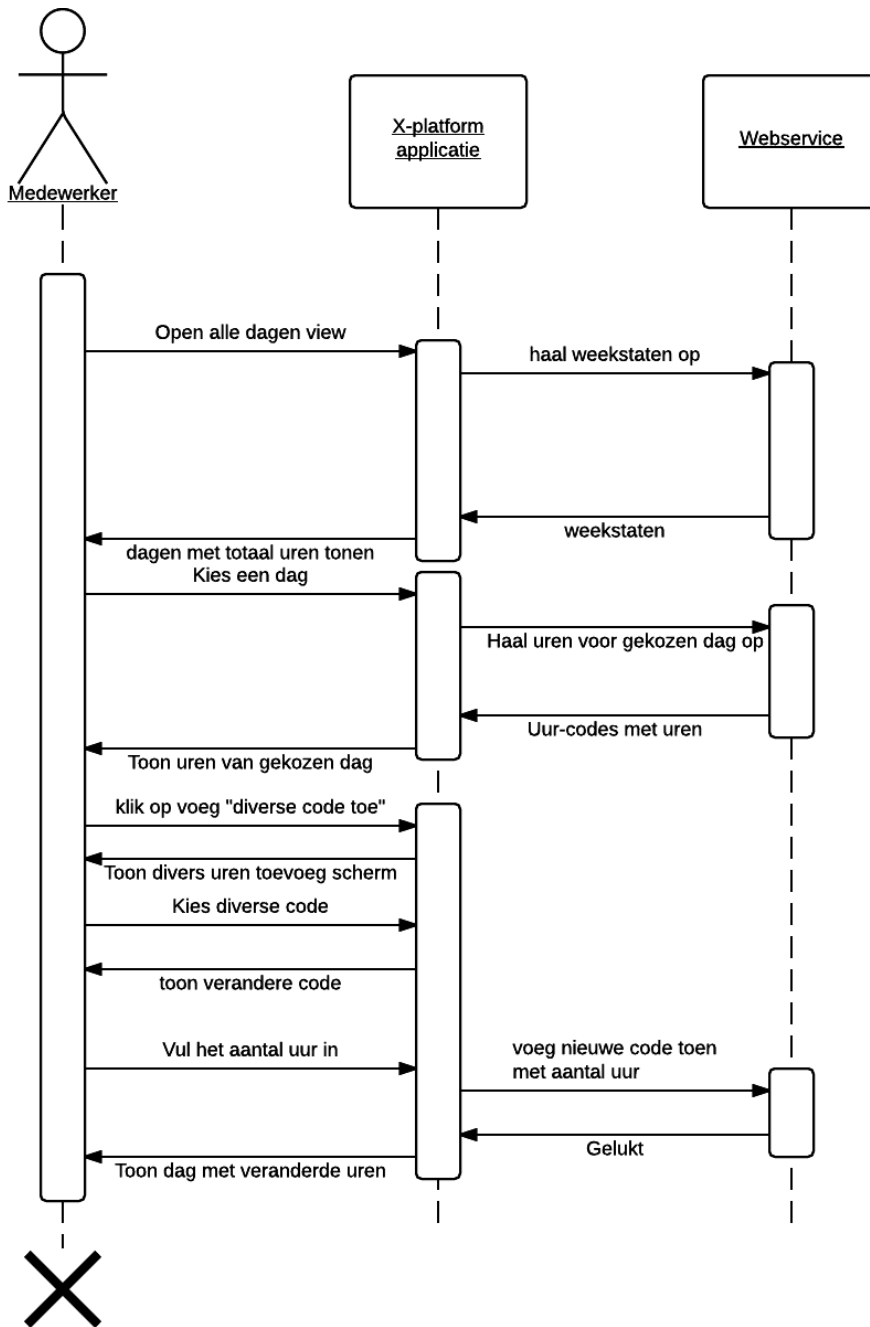 Medewerker
X-platform
applicatie
Webservice
Open alle dagen view
haal weekstaten op
weekstaten
dagen met totaal uren tonen
Kies een dag
Haal uren voor gekozen dag op
Uur-codes met uren
Toon uren van gekozen dag
klik op voeg "diverse code toe"
Toon divers uren toevoeg scherm
Kies diverse code
toon verandere code
Vul het aantal uur in
voeg nieuwe code toen
met aantal uur
Gelukt
Toon dag met veranderde uren